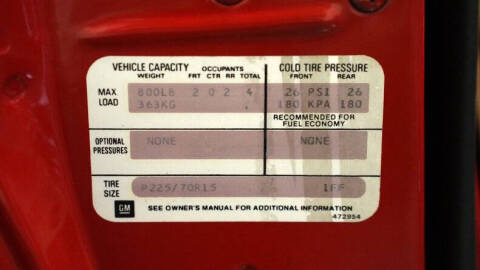 VEHICLE CAPACITY OCCUPANTS COLD TIRE PRESSURE
WEIGHT FRT CTR RR TOTAL FRONT REAR
MAX 800LB 2 0 2 4 26 PSI 26
LOAD 363KG 180 KPA 180
RECOMMENDED FOR
FUEL ECONOMY
OPTIONAL NONE NONE
PRESSURES
TIRE P225/70R15
SIZE
GM SEE OWNER'S MANUAL FOR ADDITIONAL INFORMATION
472954